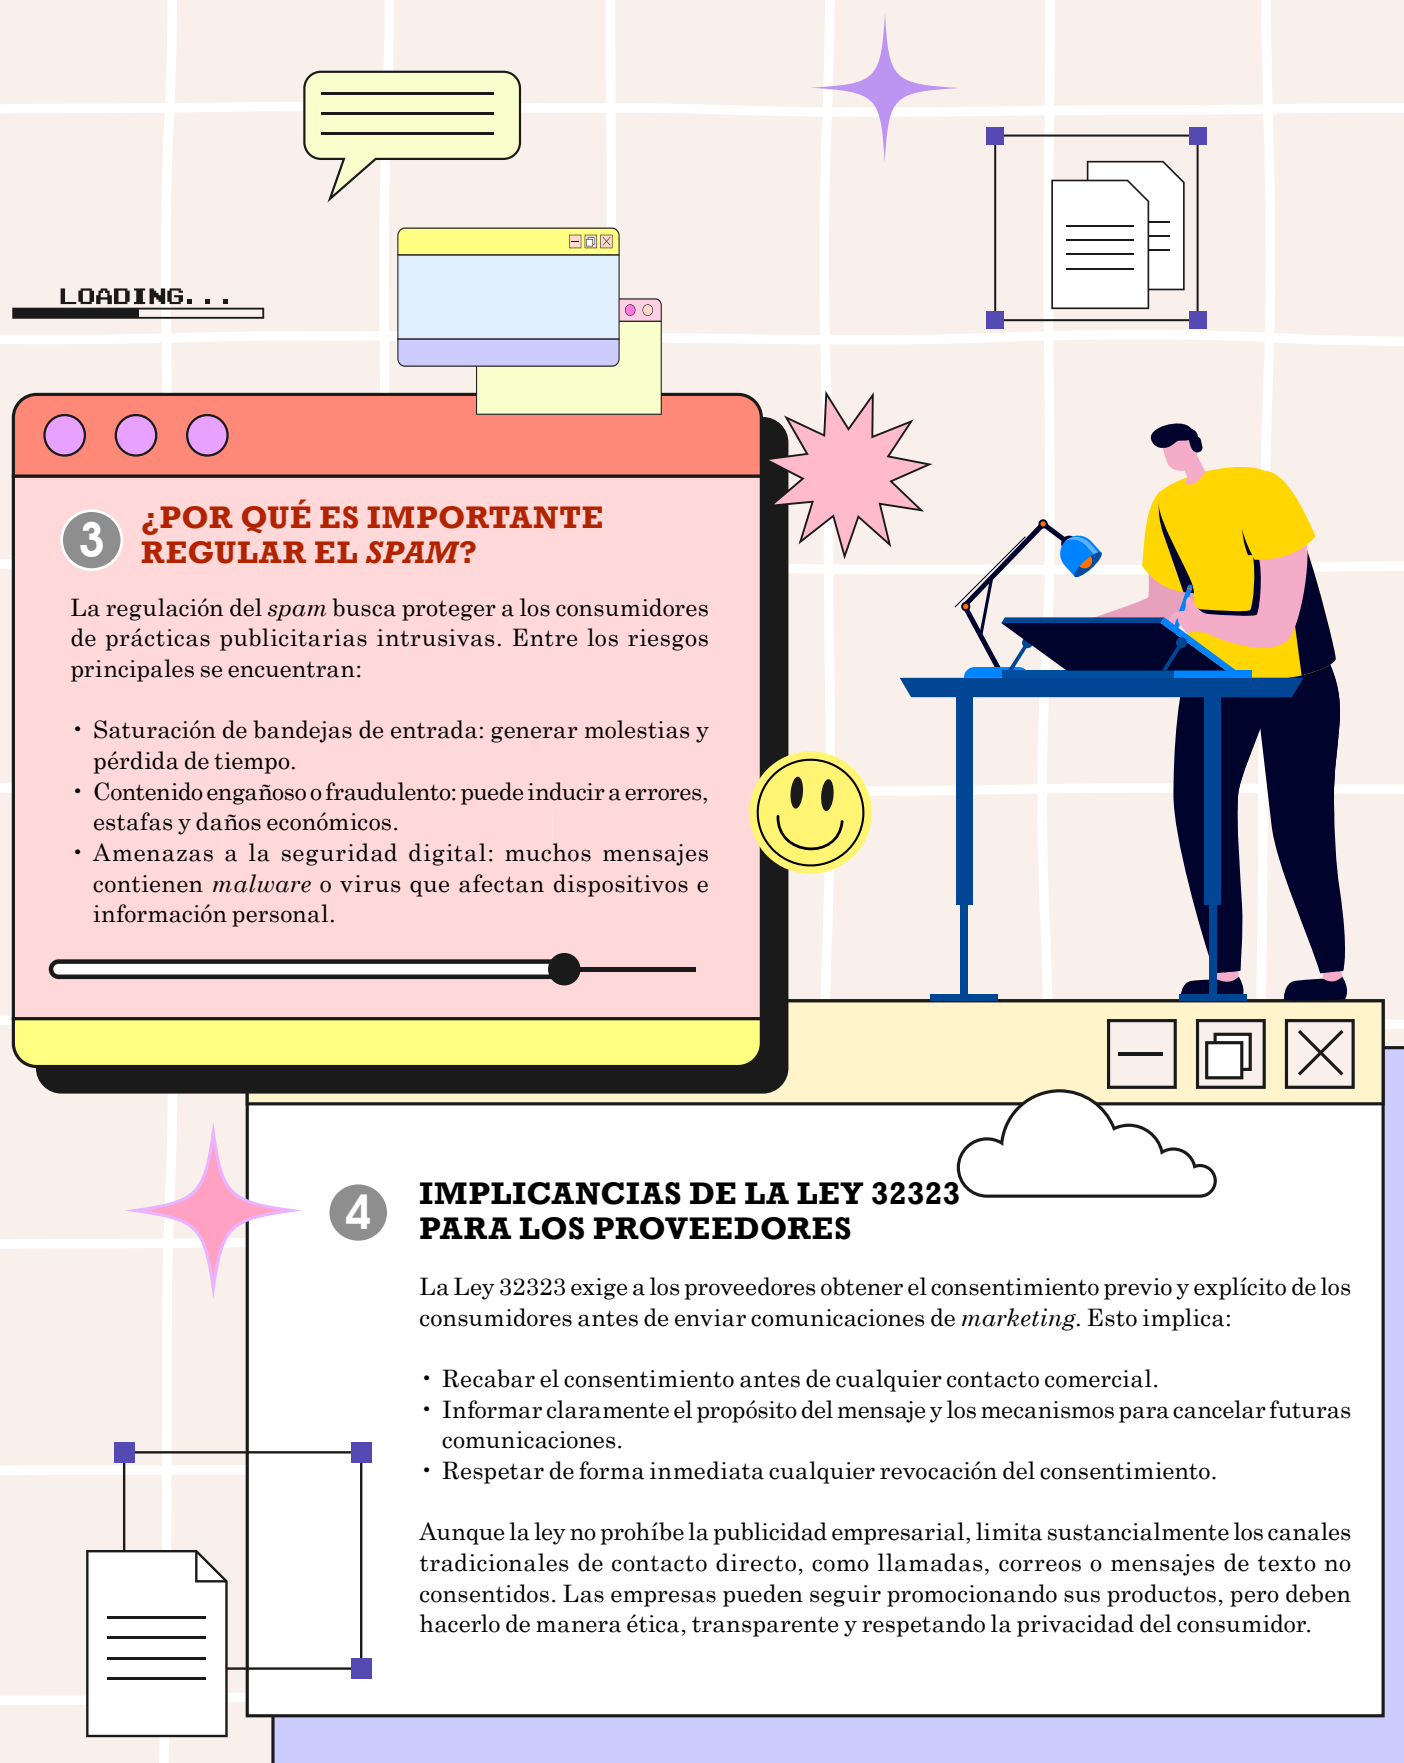 LOADING...
3
¿POR QUÉ ES IMPORTANTE
REGULAR EL SPAM?
La regulación del spam busca proteger a los consumidores
de prácticas publicitarias intrusivas. Entre los riesgos
principales se encuentran:
• Saturación de bandejas de entrada: generar molestias y
pérdida de tiempo.
• Contenido engañoso o fraudulento: puede inducir a errores,
estafas y daños económicos.
• Amenazas a la seguridad digital: muchos mensajes
contienen malware o virus que afectan dispositivos e
información personal.
4
IMPLICANCIAS DE LA LEY 32323
PARA LOS PROVEEDORES
La Ley 32323 exige a los proveedores obtener el consentimiento previo y explícito de los
consumidores antes de enviar comunicaciones de marketing. Esto implica:
• Recabar el consentimiento antes de cualquier contacto comercial.
• Informar claramente el propósito del mensaje y los mecanismos para cancelar futuras
comunicaciones.
• Respetar de forma inmediata cualquier revocación del consentimiento.
Aunque la ley no prohíbe la publicidad empresarial, limita sustancialmente los canales
tradicionales de contacto directo, como llamadas, correos o mensajes de texto no
consentidos. Las empresas pueden seguir promocionando sus productos, pero deben
hacerlo de manera ética, transparente y respetando la privacidad del consumidor.